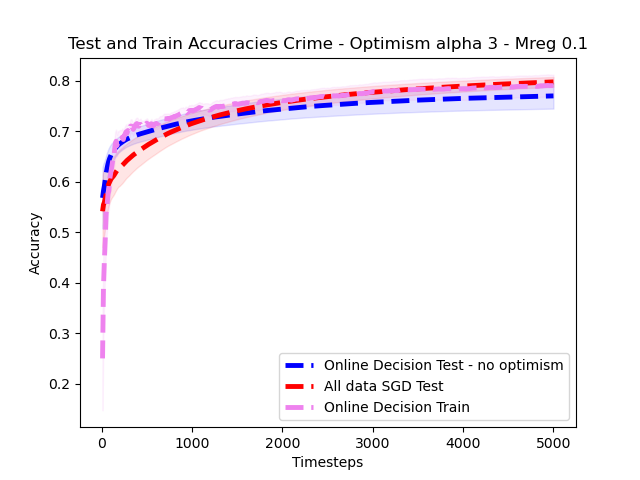 Test and Train Accuracies Crime - Optimism alpha 3 - Mreg 0.1
0.8
0.7
0.6
0.5
0.4
0.3
0.2
Accuracy
Online Decision Test - no optimism
All data SGD Test
Online Decision Train
0 1000 2000 3000 4000 5000
Timesteps